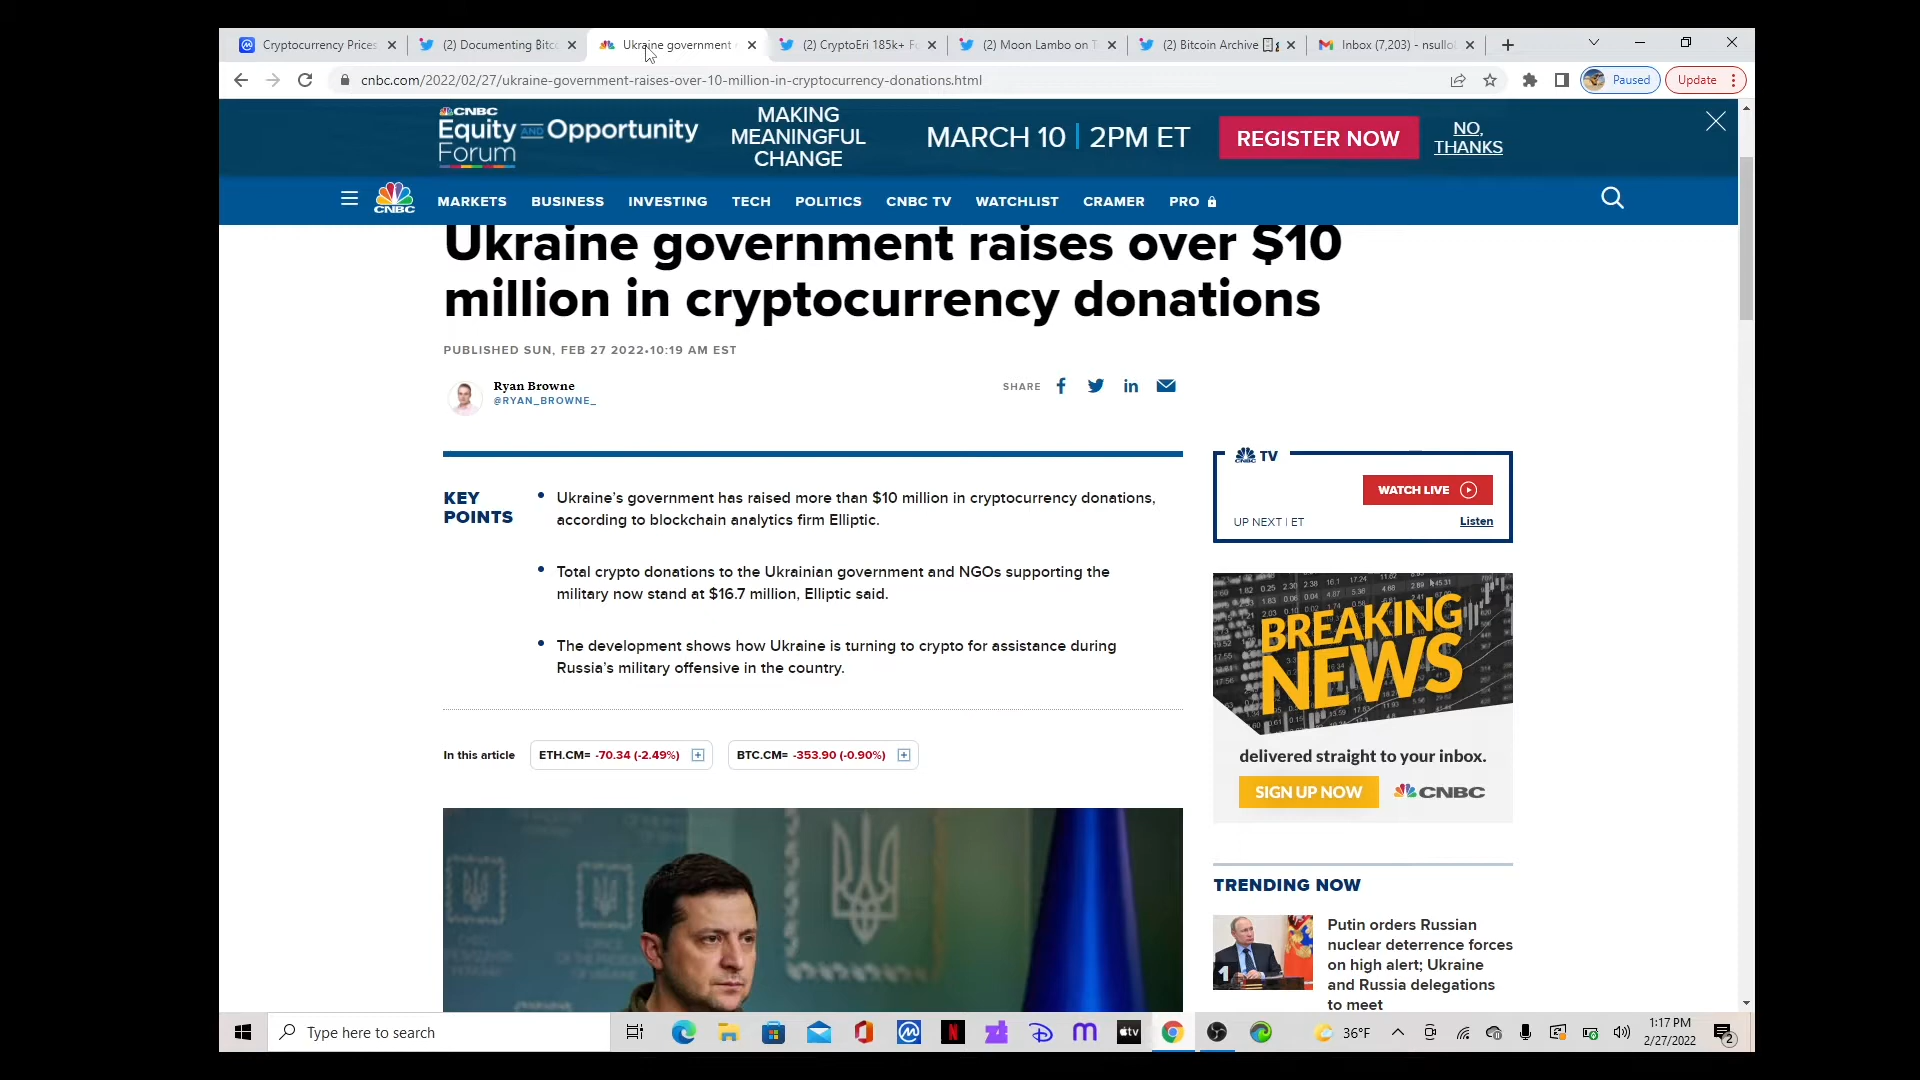 Cryptocurrency Prices
(2) Documenting Bitco
Ukraine government
(2) CryptoEri 185k+ Fo
(2) Moon Lambo on T
(2) Bitcoin Archive
Inbox (7,203) - nsullo
cnbc.com/2022/02/27/ukraine-government-raises-over-10-million-in-cryptocurrency-donations.html
Paused
Update
CNBC
Equity AND Opportunity
Forum
MAKING
MEANINGFUL
CHANGE
MARCH 10 | 2PM ET
REGISTER NOW
NO,
THANKS
CNBC
MARKETS BUSINESS INVESTING TECH POLITICS CNBC TV WATCHLIST CRAMER PRO
Ukraine government raises over $10
million in cryptocurrency donations
PUBLISHED SUN, FEB 27 2022•10:19 AM EST
Ryan Browne
@RYAN_BROWNE_
SHARE
KEY
POINTS
• Ukraine's government has raised more than $10 million in cryptocurrency donations,
according to blockchain analytics firm Elliptic.
• Total crypto donations to the Ukrainian government and NGOs supporting the
military now stand at $16.7 million, Elliptic said.
• The development shows how Ukraine is turning to crypto for assistance during
Russia's military offensive in the country.
In this article
ETH.CM= -70.34 (-2.49%)
BTC.CM= -353.90 (-0.90%)
CNBC TV
WATCH LIVE
UP NEXT | ET
Listen
BREAKING
NEWS
delivered straight to your inbox.
SIGN UP NOW
CNBC
TRENDING NOW
1
Putin orders Russian
nuclear deterrence forces
on high alert; Ukraine
and Russia delegations
to meet
Type here to search
36°F
1:17 PM
2/27/2022
2